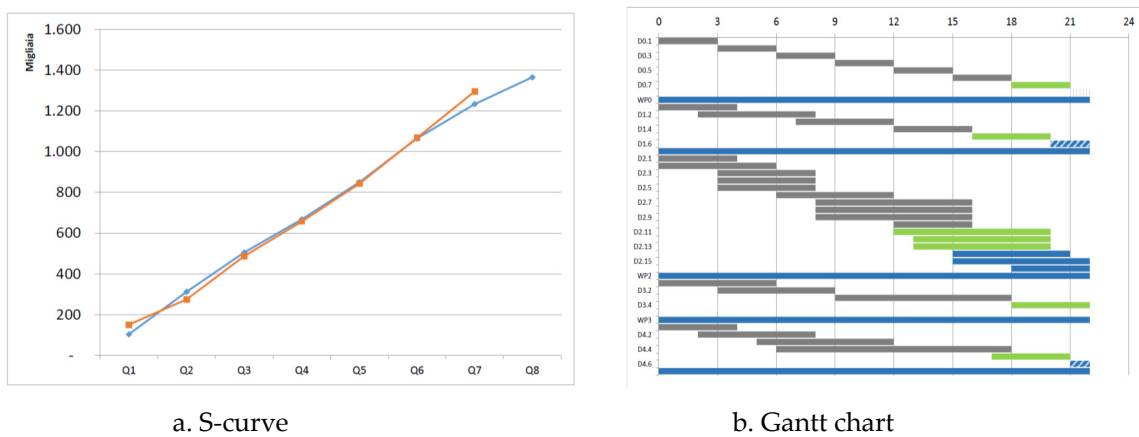 1.600
Migliaia
1.400
1.200
1.000
800
600
400
200
-
Q1 Q2 Q3 Q4 Q5 Q6 Q7 Q8
a. S-curve
0 3 6 9 12 15 18 21 24
D0.1
D0.3
D0.5
D0.7
WP0
D1.2
D1.4
D1.6
D2.1
D2.3
D2.5
D2.7
D2.9
D2.11
D2.13
D2.15
WP2
D3.2
D3.4
WP3
D4.2
D4.4
D4.6
b. Gantt chart